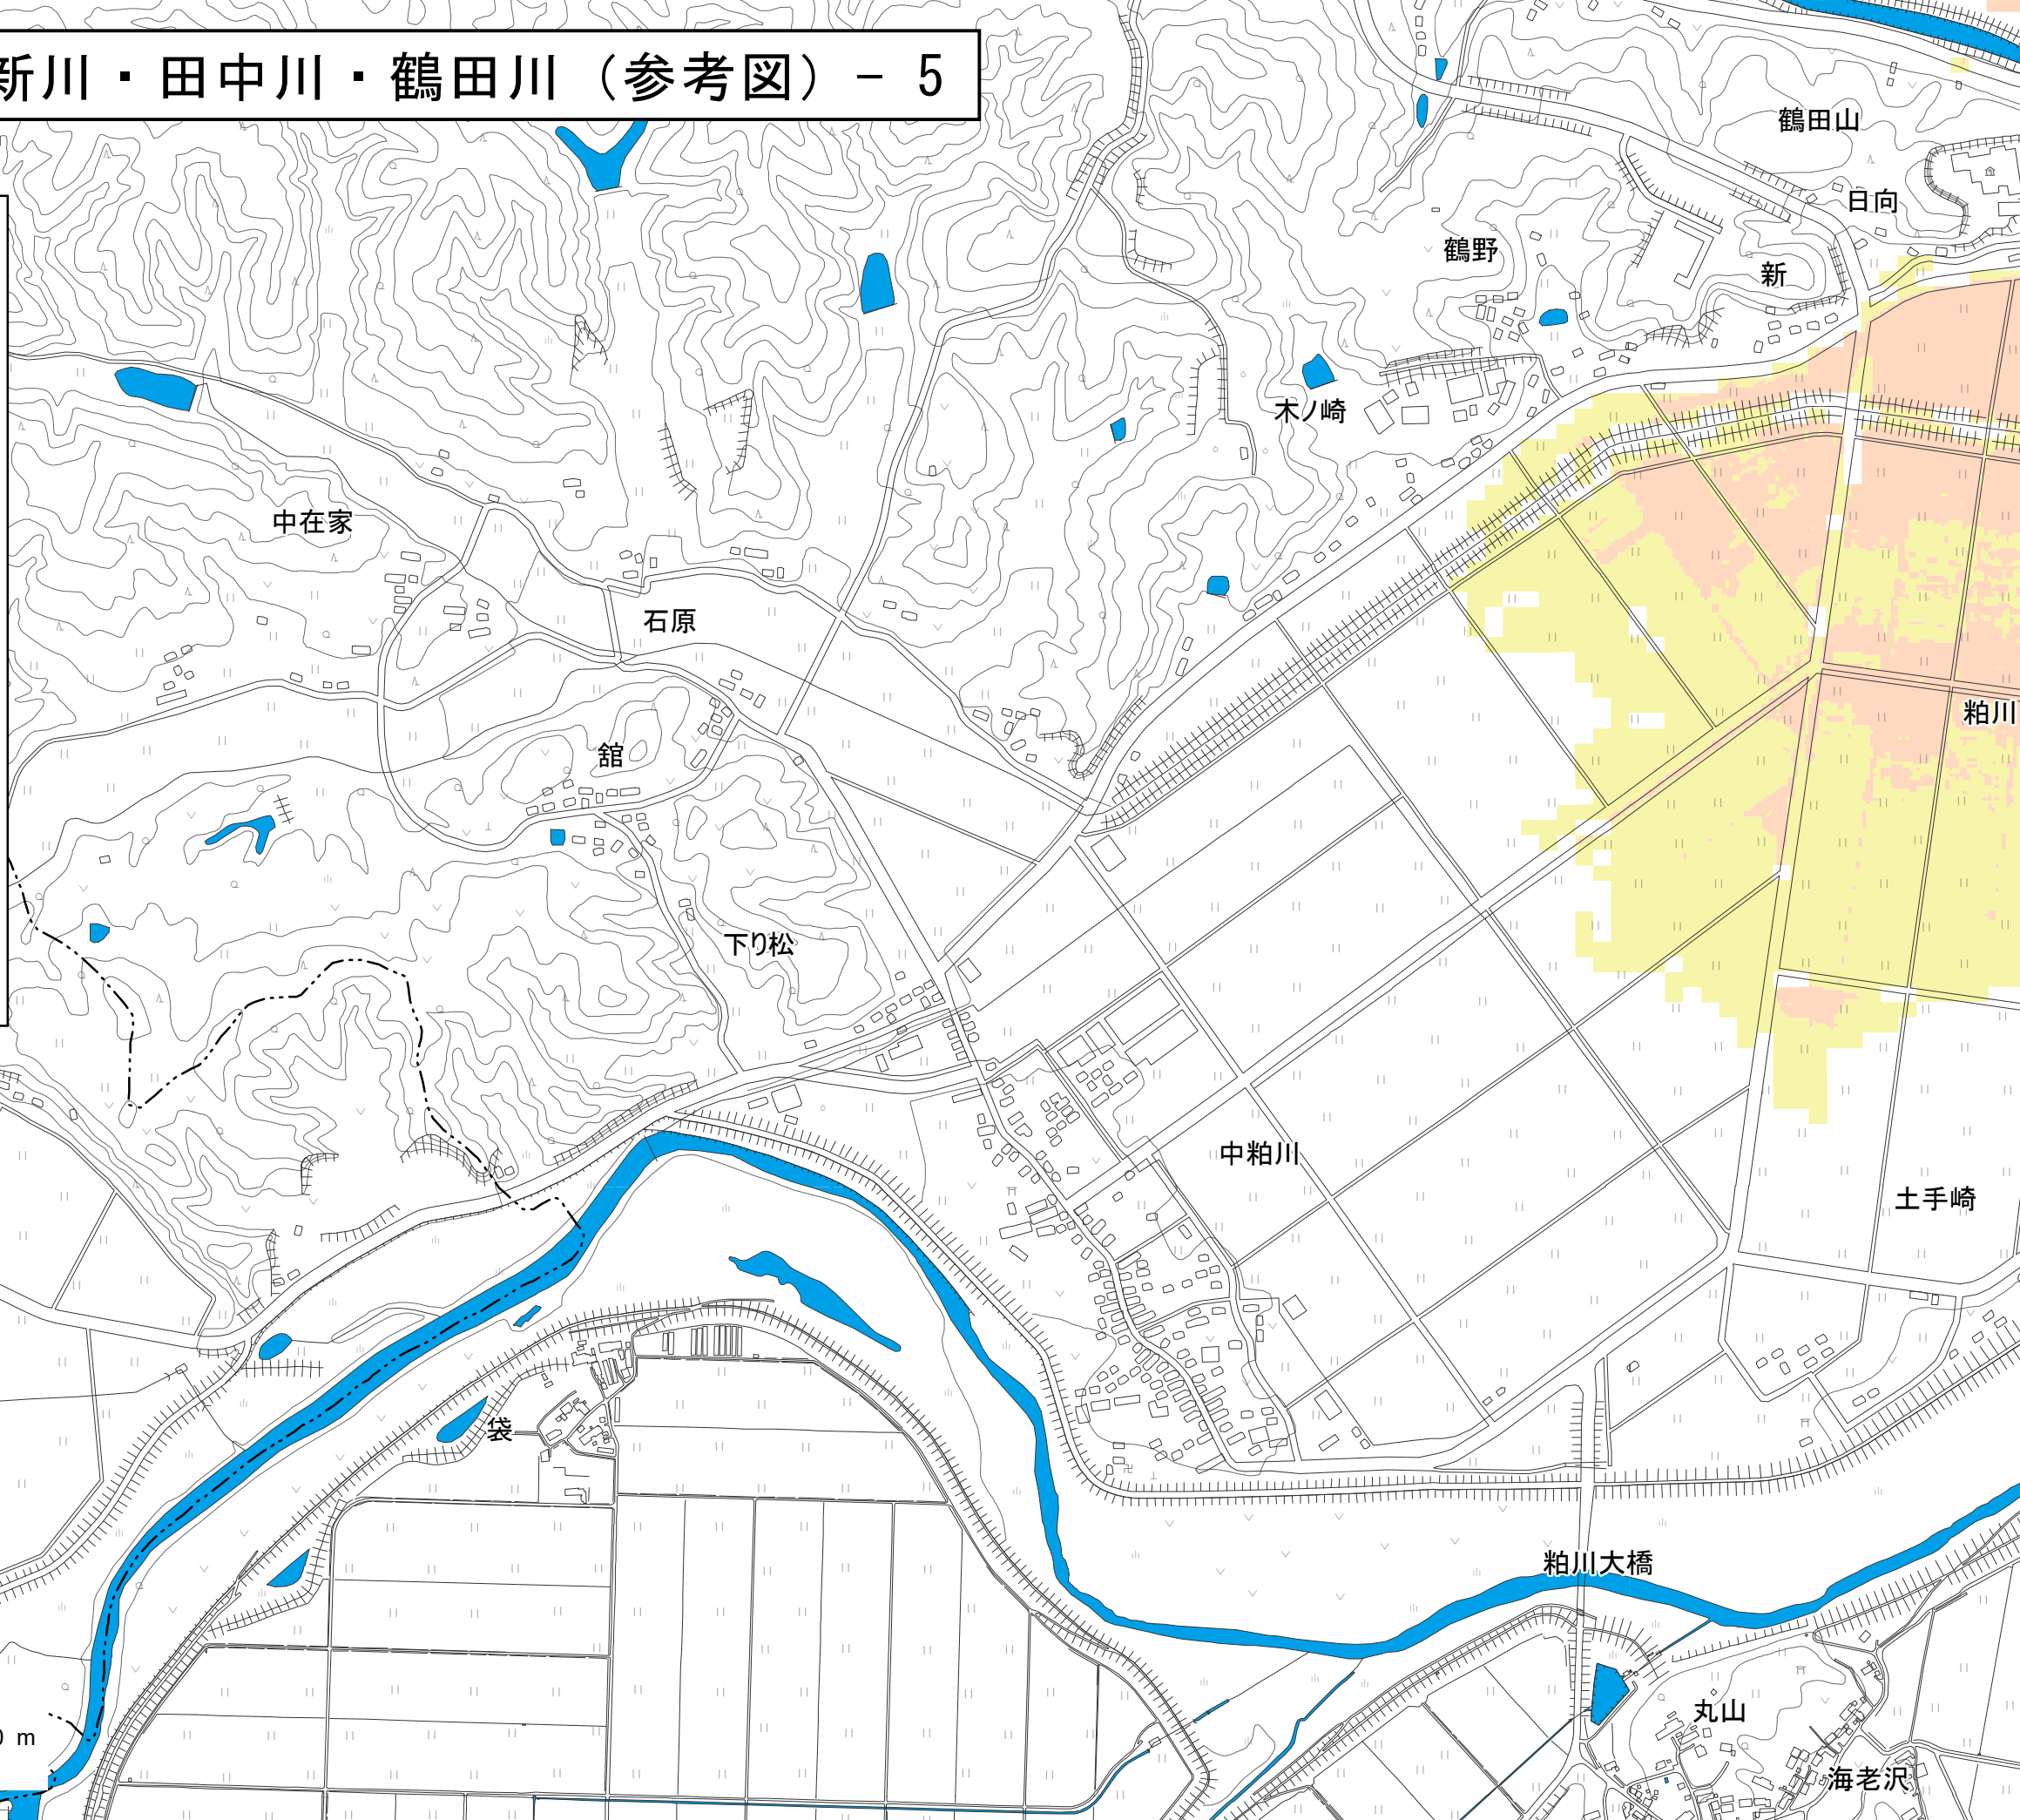 新川・田中川・鶴田川（参考図）－ 5
鶴田山
日向
鶴野
新
木ノ崎
中在家
石原
粕川
舘
下り松
中粕川
土手崎
袋
粕川大橋
丸山
海老沢
0 m